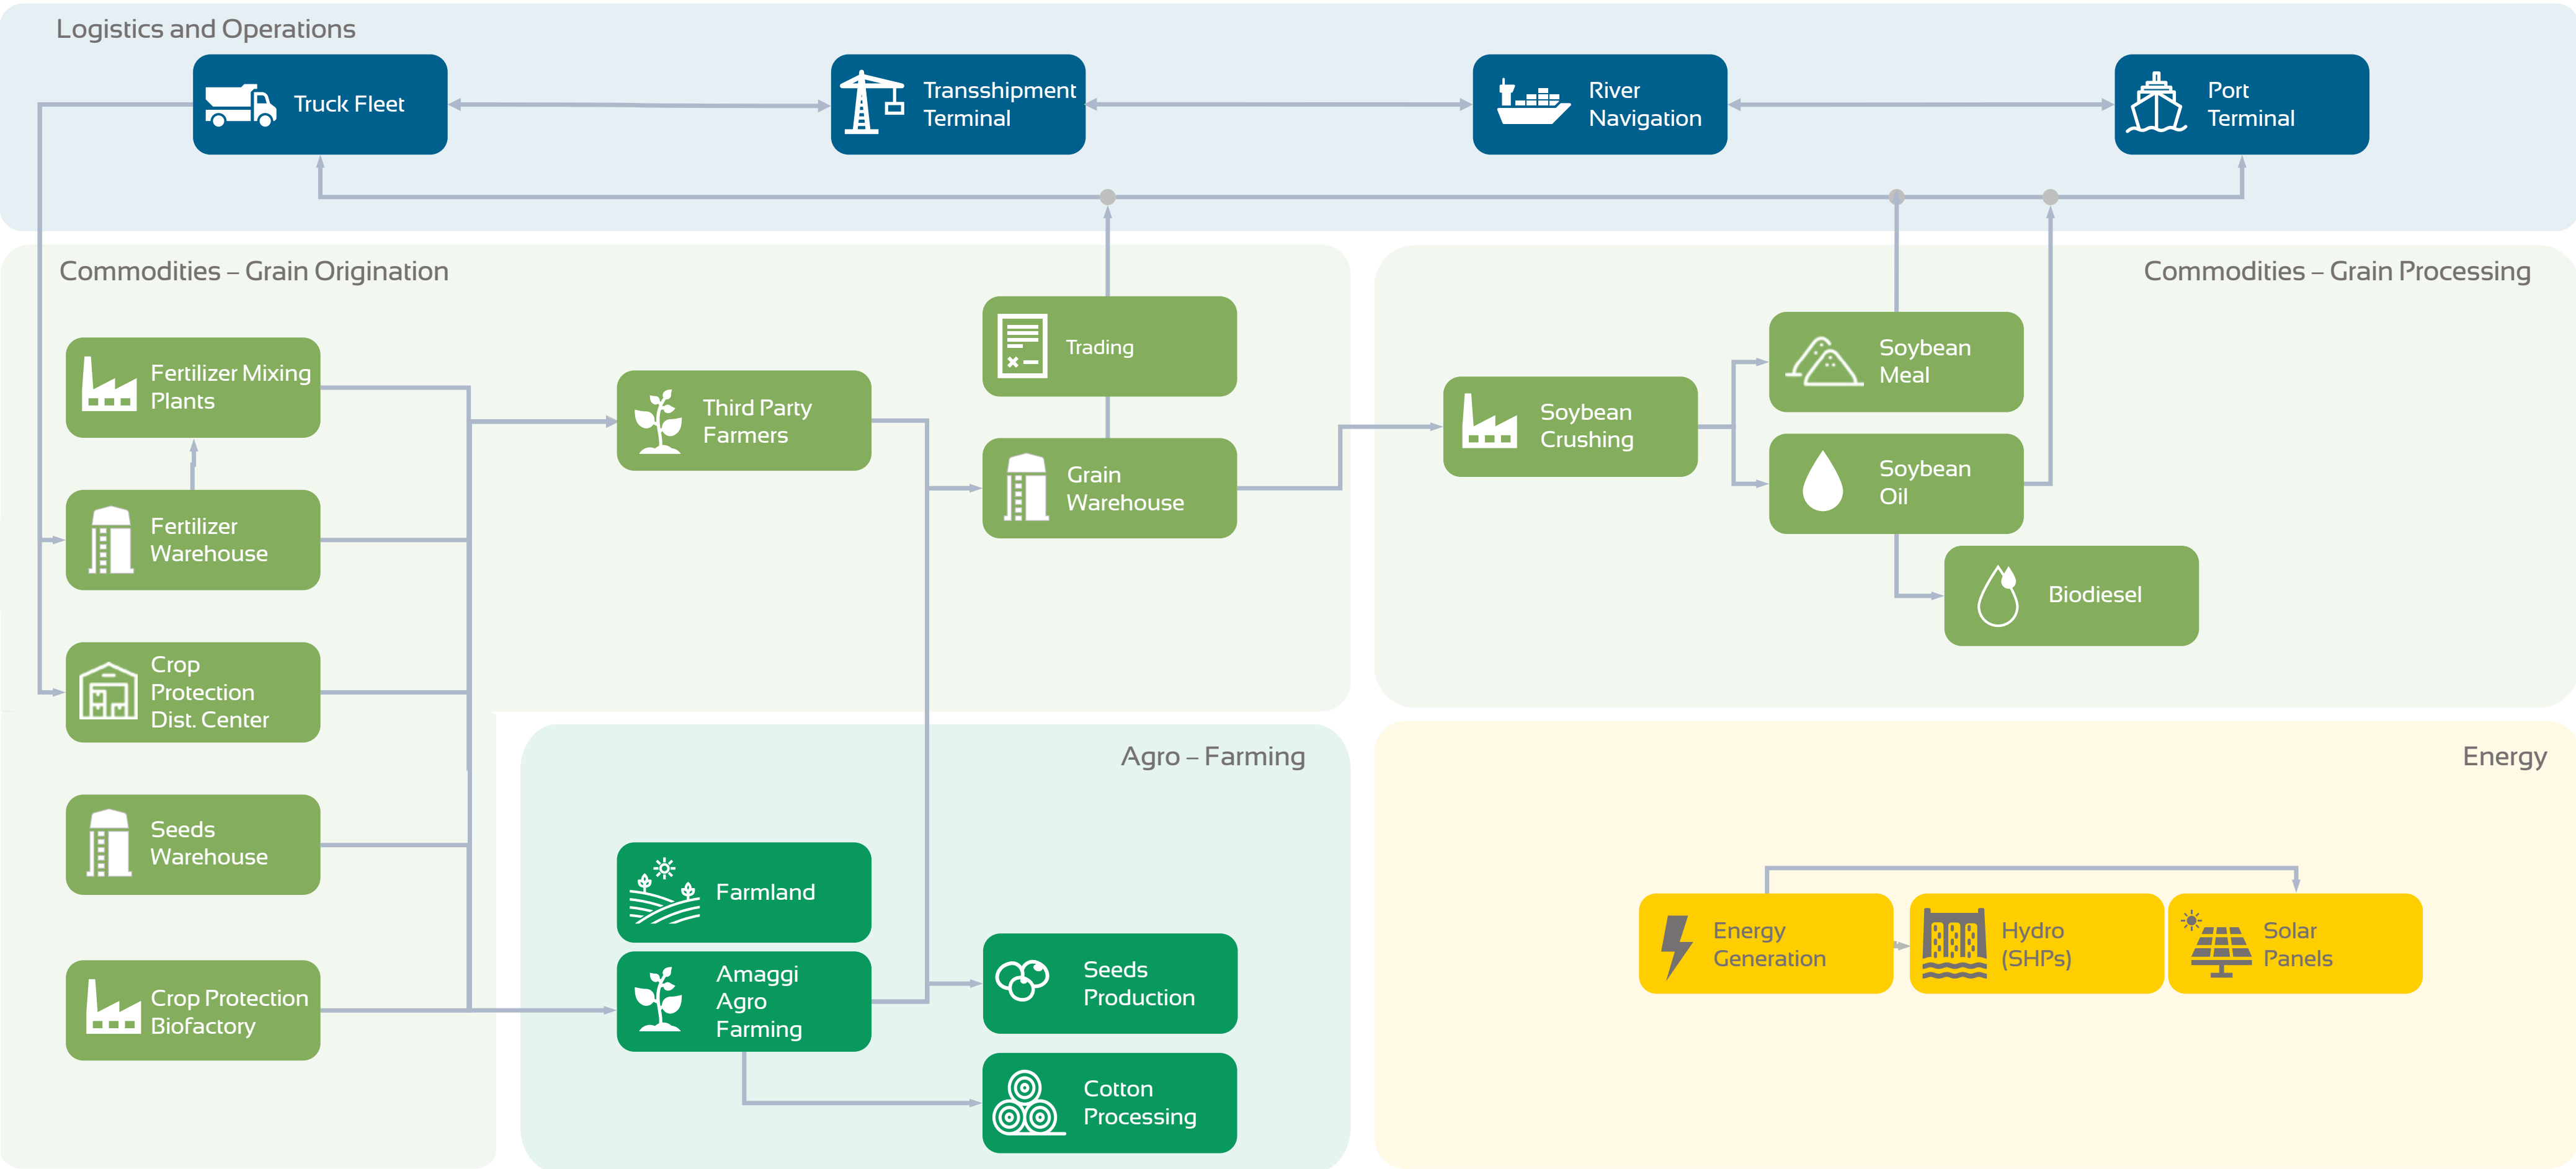 Logistics and Operations
Truck Fleet
Transshipment
Terminal
River
Navigation
Port
Terminal
Commodities – Grain Origination
Fertilizer Mixing
Plants
Fertilizer
Warehouse
Crop
Protection
Dist. Center
Seeds
Warehouse
Crop Protection
Biofactory
Third Party
Farmers
Trading
Grain
Warehouse
Commodities – Grain Processing
Soybean
Crushing
Soybean
Meal
Soybean
Oil
Biodiesel
Agro – Farming
Farmland
Amaggi
Agro
Farming
Seeds
Production
Cotton
Processing
Energy
Energy
Generation
Hydro
(SHPs)
Solar
Panels